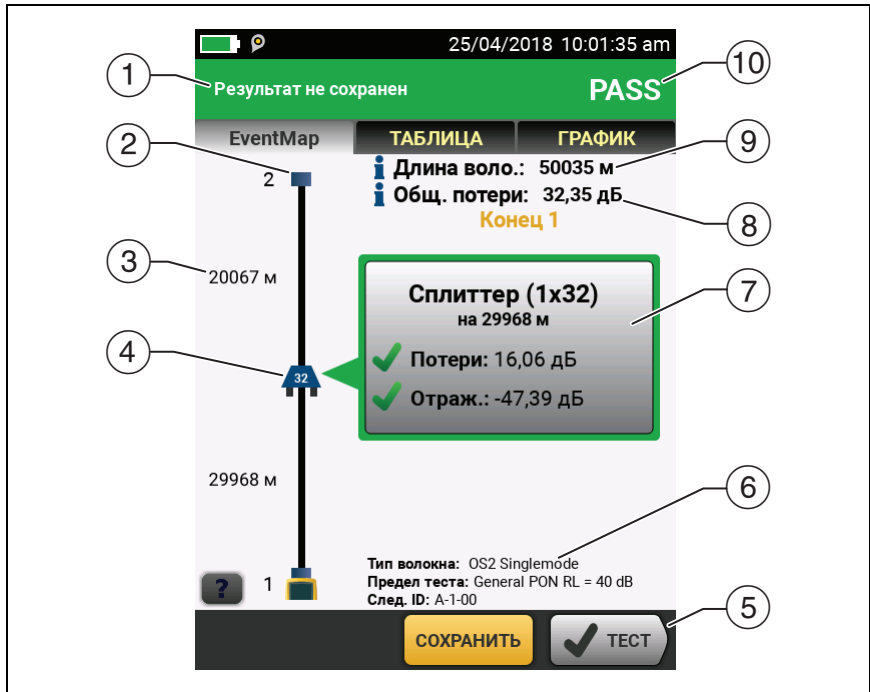 25/04/2018 10:01:35 am
1
Результат не сохранен
PASS
10
EventMap
ТАБЛИЦА
ГРАФИК
2
2
Длина воло.: 50035 м
9
Общ. потери: 32,35 дБ
8
Конец 1
3
20067 м
Сплиттер (1x32)
на 29968 м
7
4
32
Потери: 16,06 дБ
Отраж.: -47,39 дБ
29968 м
6
Тип волокна: OS2 Singlemode
Предел теста: General PON RL = 40 dB
След. ID: A-1-00
?
1
5
СОХРАНИТЬ
ТЕСТ